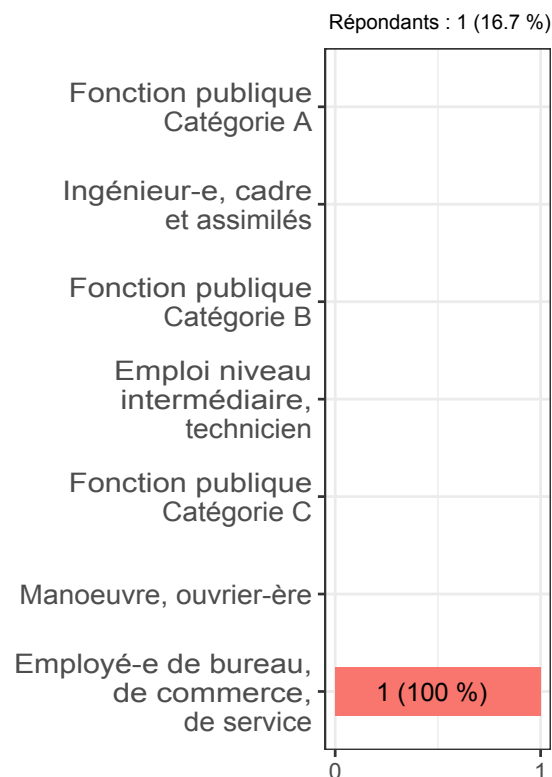 Répondants : 1 (16.7 %)
Fonction publique
Catégorie A
Ingénieur-e, cadre
et assimilés
Fonction publique
Catégorie B
Emploi niveau
intermédiaire,
technicien
Fonction publique
Catégorie C
Manoeuvre, ouvrier-ère
Employé-e de bureau,
de commerce,
de service
1 (100 %)
0 1